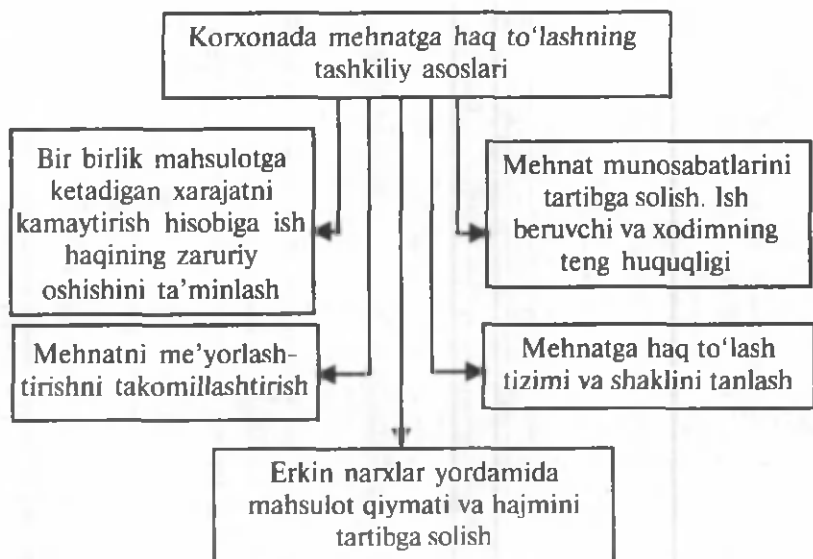 Korxonada mehnatga haq to‘lashning
tashkiliy asoslari
Bir birlik mahsulotga
ketadigan xarajatni
kamaytirish hisobiga ish
haqining zaruriy
oshishini ta’minlash
Mehnat munosabatlarini
tartibga solish. Ish
beruvchi va xodimning
teng huquqligi
Mehnatni me’yorlash-
tirishni takomillashtirish
Mehnatga haq to‘lash
tizimi va shaklini tanlash
Erkin narxlar yordamida
mahsulot qiymati va hajmini
tartibga solish